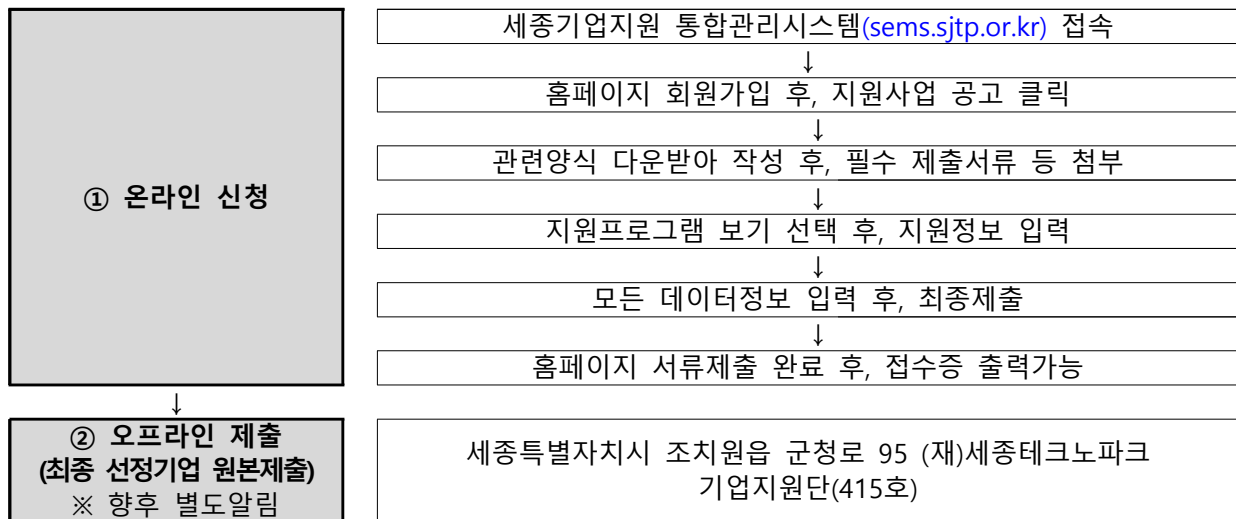 ① 온라인 신청
세종기업지원 통합관리시스템(sems.sjtp.or.kr) 접속
↓
홈페이지 회원가입 후, 지원사업 공고 클릭
↓
관련양식 다운받아 작성 후, 필수 제출서류 등 첨부
↓
지원프로그램 보기 선택 후, 지원정보 입력
↓
모든 데이터정보 입력 후, 최종제출
↓
홈페이지 서류제출 완료 후, 접수증 출력가능
↓
② 오프라인 제출
(최종 선정기업 원본제출)
※ 향후 별도알림
세종특별자치시 조치원읍 군청로 95 (재)세종테크노파크
기업지원단(415호)